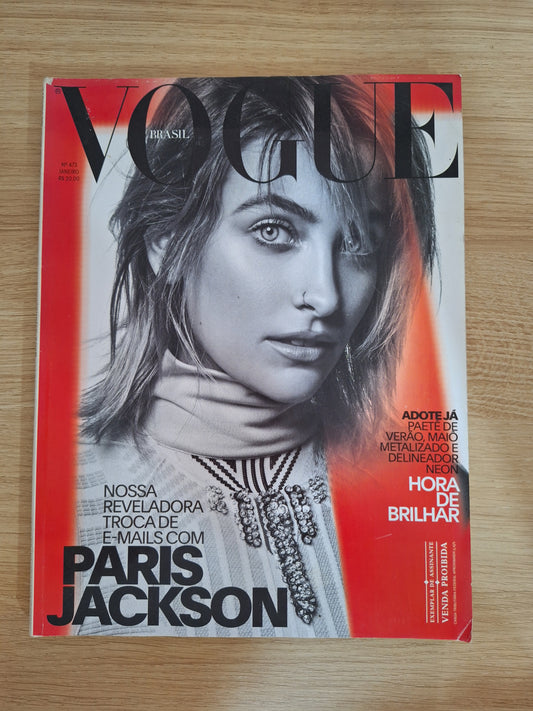 VOGUE
BRASIL
Nº 473
JANEIRO
R$ 20,00
ADOTE JÁ
PAETÊ DE
VERÃO, MAIÔ
METALIZADO E
DELINEADOR
NEON
HORA
DE
BRILHAR
NOSSA
REVELADORA
TROCA DE
E-MAILS COM
PARIS
JACKSON
EXEMPLAR DE ASSINANTE
VENDA PROIBIDA